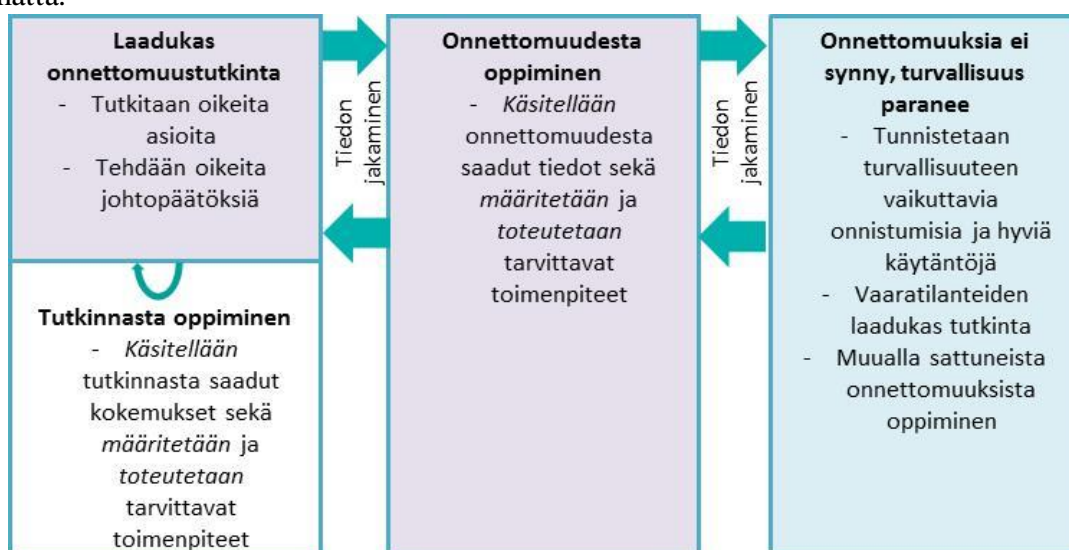 Laadukas
onnettomuustutkinta
- Tutkitaan oikeita
asioita
- Tehdään oikeita
johtopäätöksiä
Tutkinnasta oppiminen
- Käsitellään
tutkinnasta saadut
kokemukset sekä
määritetään ja
toteutetaan
tarvittavat
toimenpiteet
Tiedon
jakaminen
Onnettomuudesta
oppiminen
- Käsitellään
onnettomuudesta
saadut tiedot sekä
määritetään ja
toteutetaan
tarvittavat
toimenpiteet
Tiedon
jakaminen
Onnettomuuksia ei
synny, turvallisuus
paranee
- Tunnistetaan
turvallisuuteen
vaikuttavia
onnistumisia ja hyviä
käytäntöjä
- Vaaratilanteiden
laadukas tutkinta
- Muualla sattuneista
onnettomuuksista
oppiminen